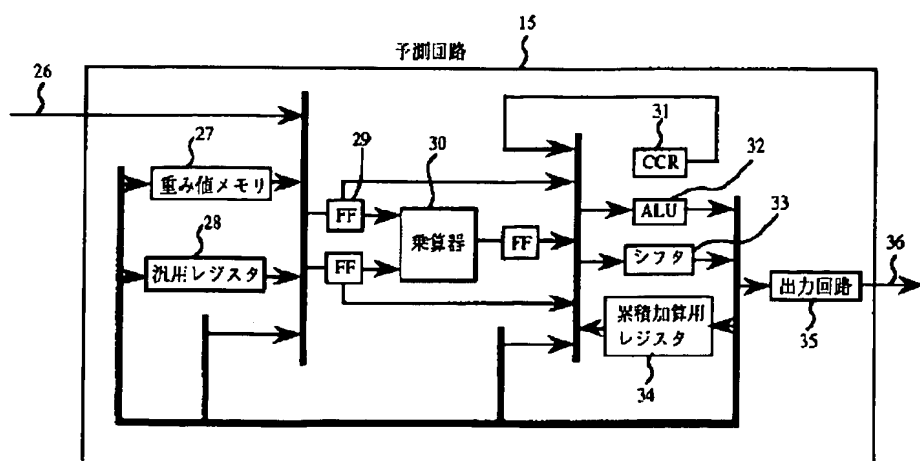 15
予測回路
26
27
重み値メモリ
28
汎用レジスタ
29
FF
FF
30
乗算器
FF
31
CCR
32
ALU
33
シフタ
累積加算用
レジスタ
34
出力回路
35
36